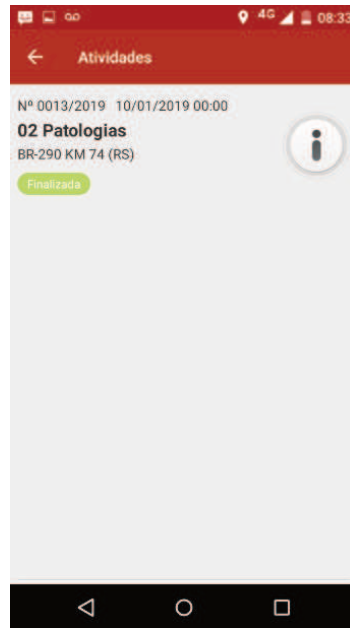 4G 08:33
Atividades
Nº 0013/2019 10/01/2019 00:00
02 Patologias
BR-290 KM 74 (RS)
Finalizada